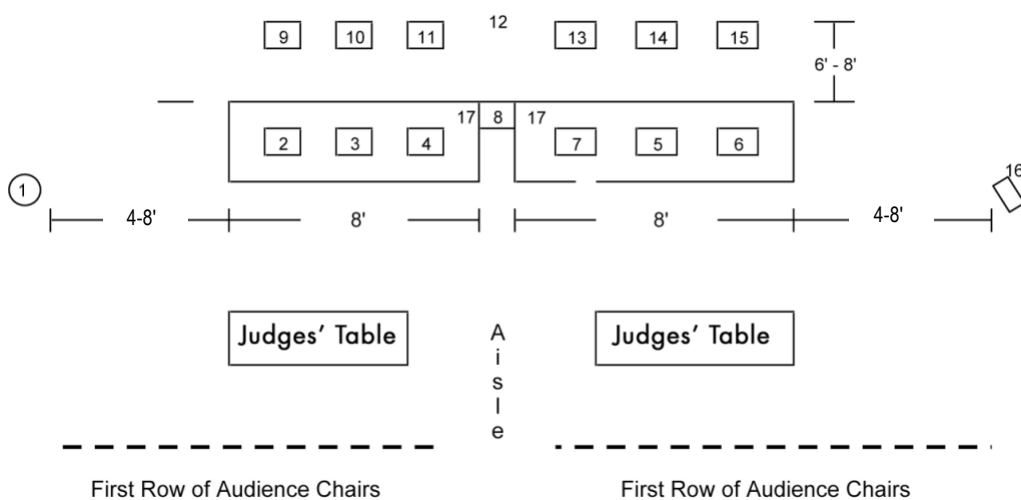 12
9 10 11 13 14 15
6' - 8'
17 8 17
2 3 4 7 5 6
1
16
4-8' 8' 8' 4-8'
Judges' Table Judges' Table
A
i
s
l
e
First Row of Audience Chairs First Row of Audience Chairs